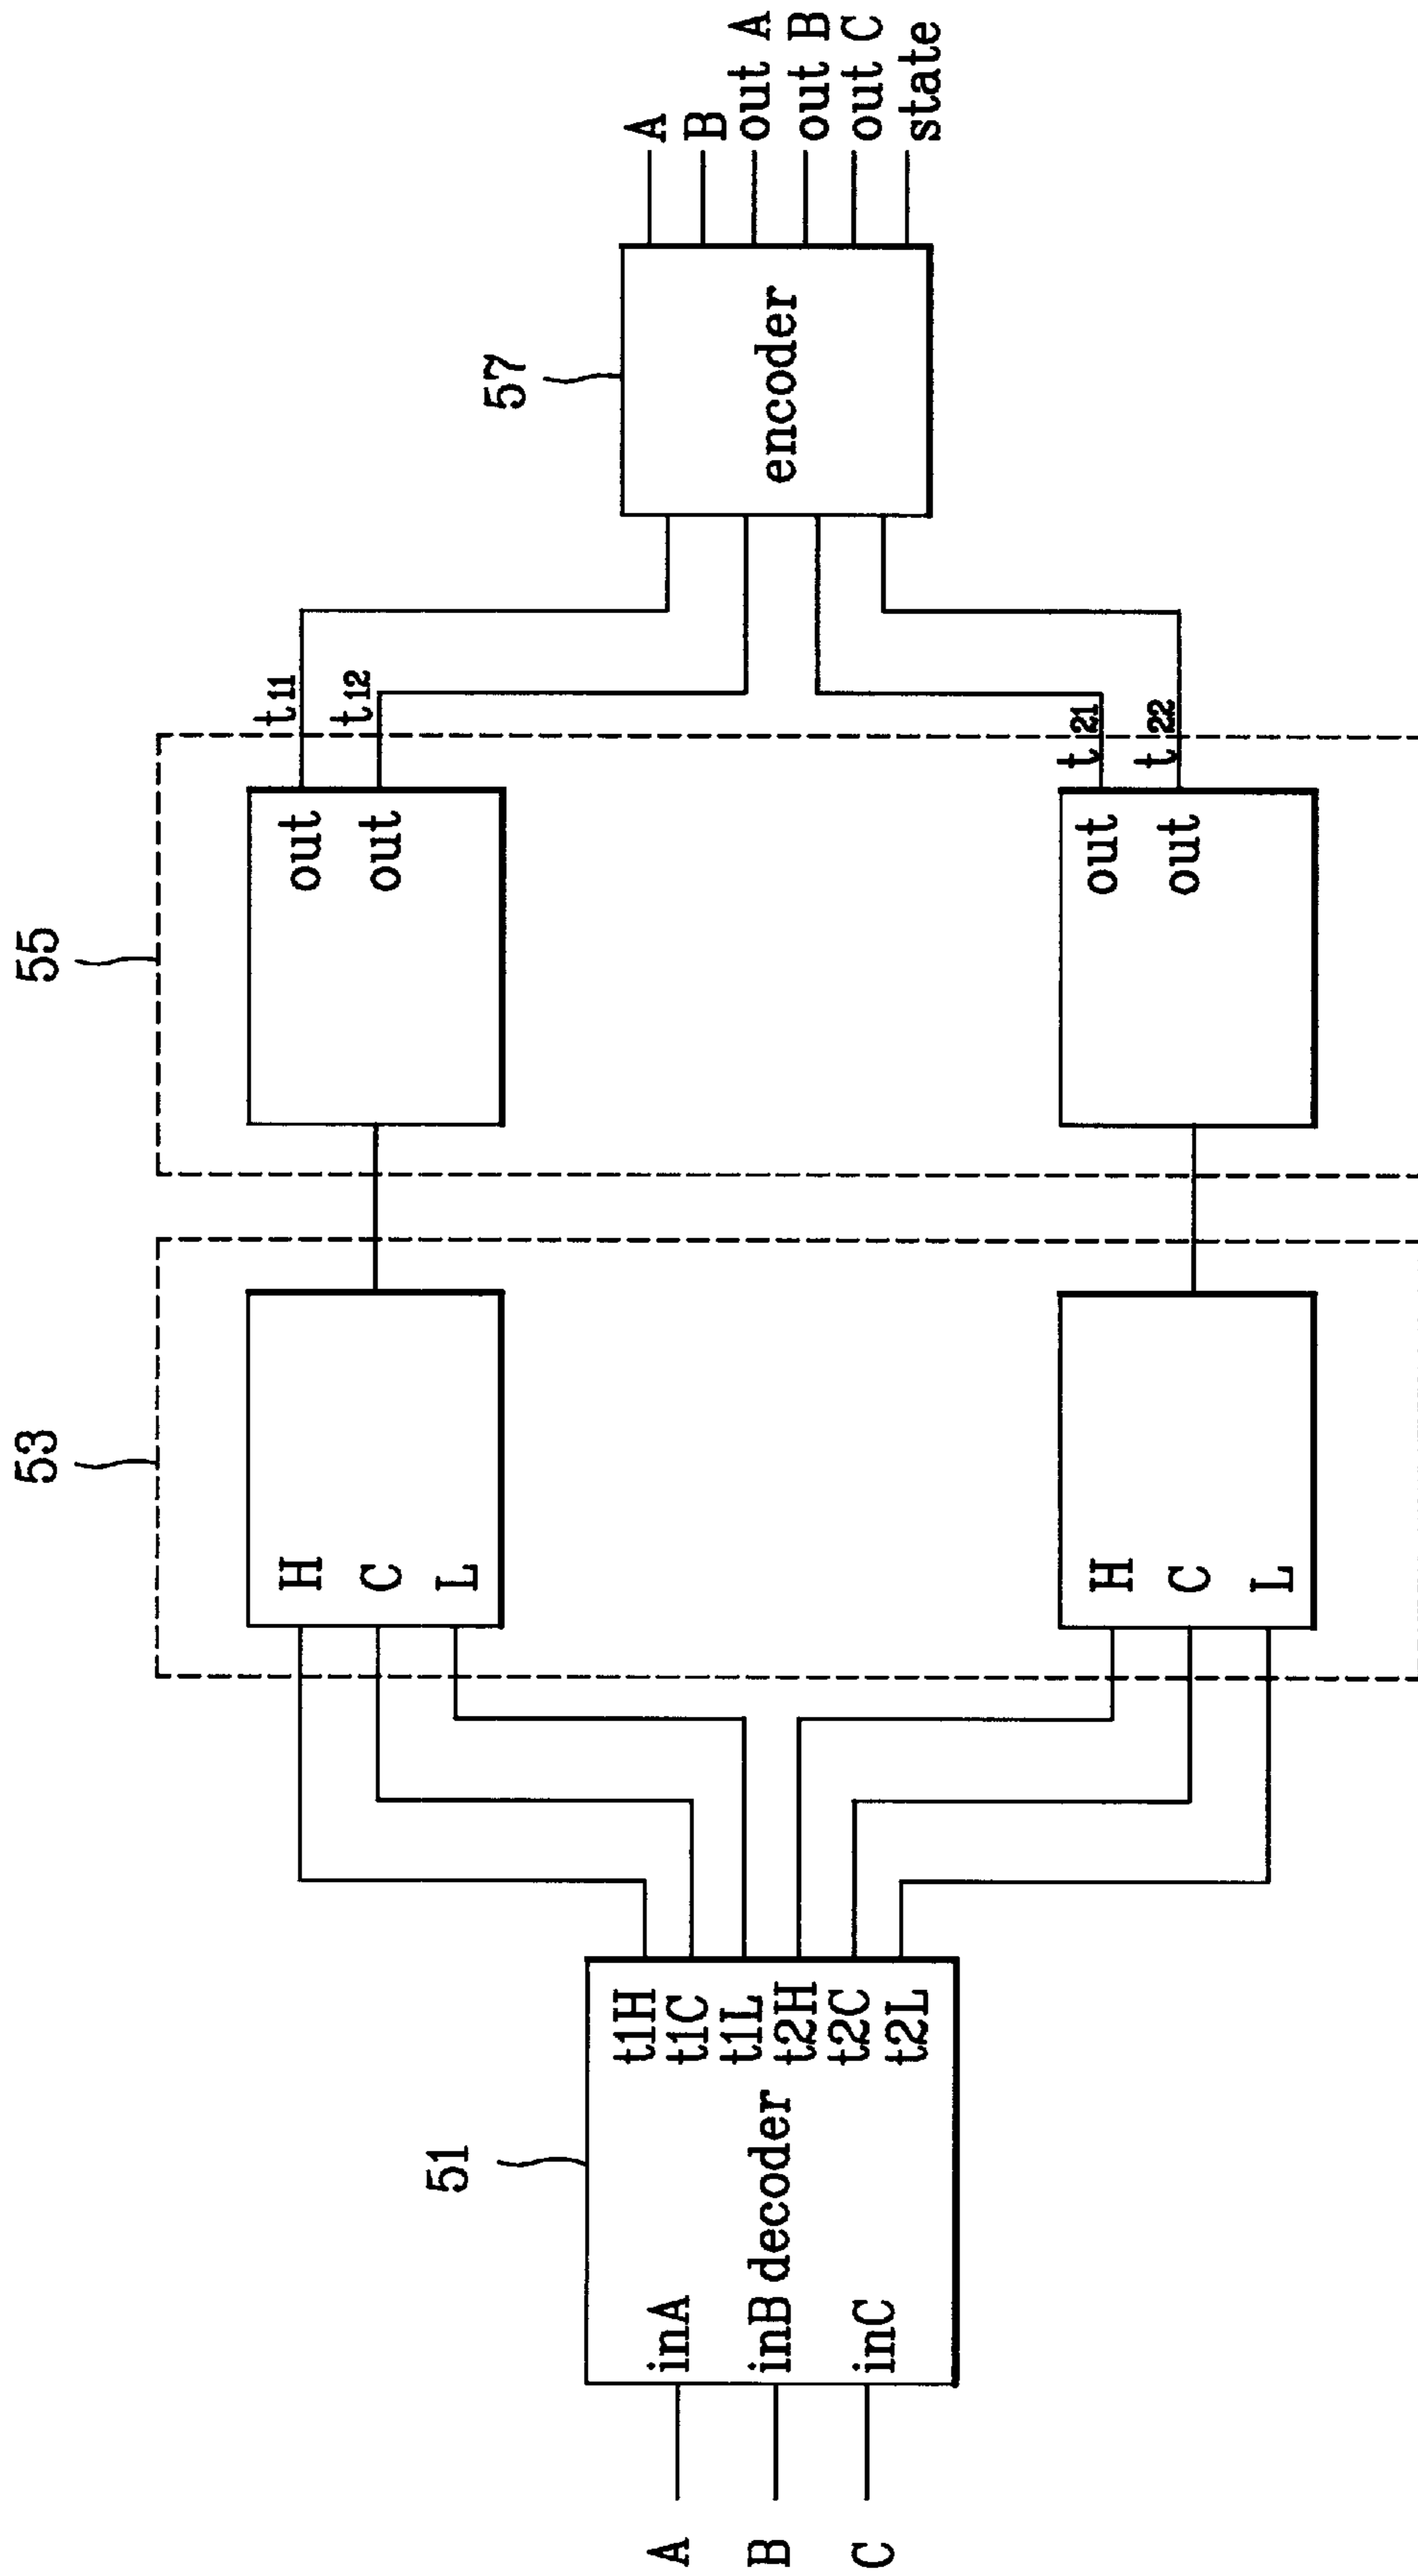 53
55
57
51
A
B
C
inA
inB
inC
decoder
t1H
t1C
t1L
t2H
t2C
t2L
H
C
L
H
C
L
out
out
out
out
t11
t12
t21
t22
encoder
A
B
out A
out B
out C
state